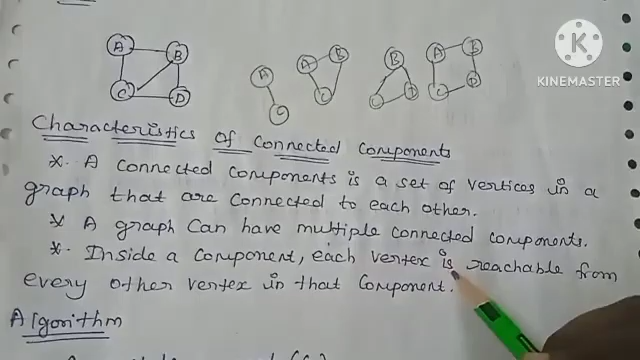 A B A B B A B
A
C D C C C D C D
KINEMASTER
Characteristics of Connected Components
* A connected components is a set of vertices in a
graph that are connected to each other.
* A graph can have multiple connected components.
* Inside a component, each vertex is reachable from
every other vertex in that component.
Algorithm